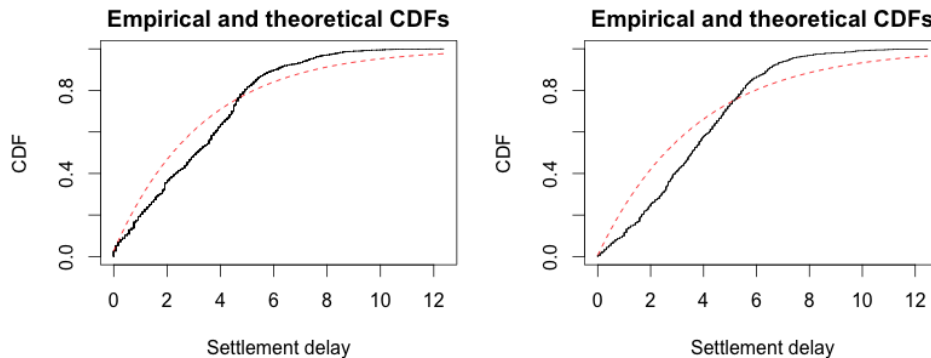 Empirical and theoretical CDFs
CDF
0.0 0.4 0.8
0 2 4 6 8 10 12
Settlement delay
Empirical and theoretical CDFs
CDF
0.0 0.4 0.8
0 2 4 6 8 10 12
Settlement delay